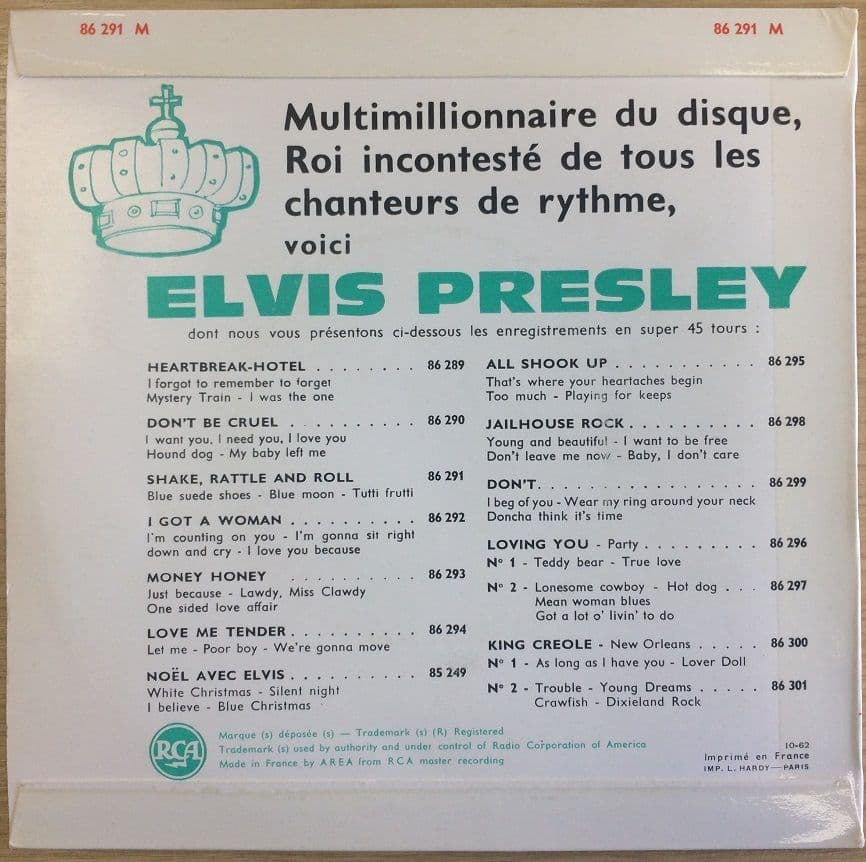 86 291 M
86 291 M
Multimillionnaire du disque,
Roi incontesté de tous les
chanteurs de rythme,
voici
ELVIS PRESLEY
dont nous vous présentons ci-dessous les enregistrements en super 45 tours :
HEARTBREAK-HOTEL . . . . . . . . 86 289
I forgot to remember to forget
Mystery Train - I was the one
DON'T BE CRUEL . . . . . . . . . . 86 290
I want you, I need you, I love you
Hound dog - My baby left me
SHAKE, RATTLE AND ROLL 86 291
Blue suede shoes - Blue moon - Tutti frutti
I GOT A WOMAN . . . . . . . . . . 86 292
I'm counting on you - I'm gonna sit right
down and cry - I love you because
MONEY HONEY . . . . . . . . . . 86 293
Just because - Lawdy, Miss Clawdy
One sided love affair
LOVE ME TENDER . . . . . . . . . . 86 294
Let me - Poor boy - We're gonna move
NOËL AVEC ELVIS . . . . . . . . . . 85 249
White Christmas - Silent night
I believe - Blue Christmas
ALL SHOOK UP . . . . . . . . . . . 86 295
That's where your heartaches begin
Too much - Playing for keeps
JAILHOUSE ROCK . . . . . . . . . . 86 298
Young and beautiful - I want to be free
Don't leave me now - Baby, I don't care
DON'T. . . . . . . . . . . . . . . . . . 86 299
I beg of you - Wear my ring around your neck
Doncha think it's time
LOVING YOU - Party . . . . . . . . . 86 296
Nº 1 - Teddy bear - True love
Nº 2 - Lonesome cowboy - Hot dog . . . 86 297
Mean woman blues
Got a lot o' livin' to do
KING CREOLE - New Orleans . . . . . 86 300
Nº 1 - As long as I have you - Lover Doll
Nº 2 - Trouble - Young Dreams . . . . . 86 301
Crawfish - Dixieland Rock
RCA
Marque (s) déposée (s) — Trademark (s) (R) Registered
Trademark (s) used by authority and under control of Radio Corporation of America
Made in France by AREA from RCA master recording
10-62
Imprimé en France
IMP. L. HARDY — PARIS